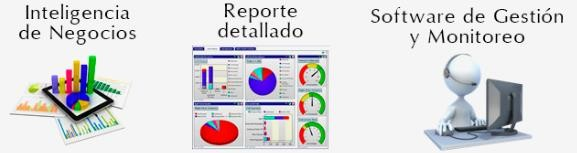 Inteligencia
de Negocios
Reporte
detallado
Software de Gestión
y Monitoreo